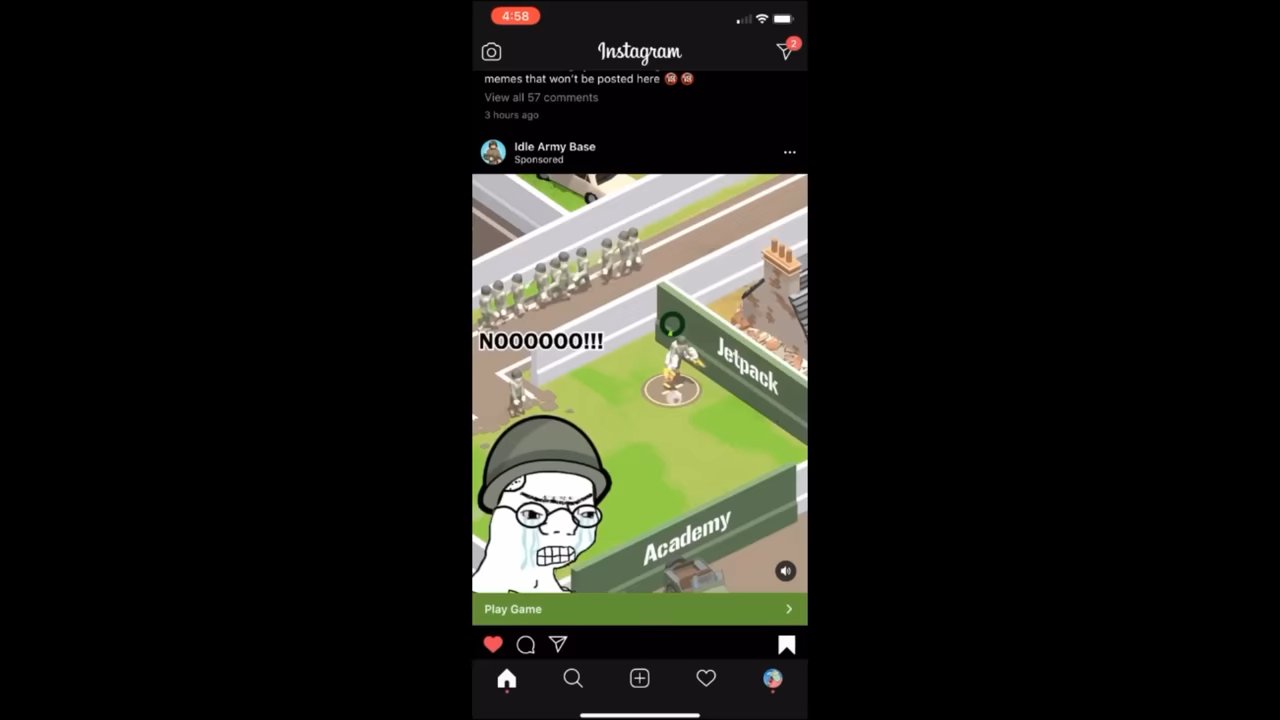 4:58
Instagram
2
memes that won't be posted here 🔞 🔞
View all 57 comments
3 hours ago
Idle Army Base
Sponsored
NOOOOOO!!!
Jetpack
Academy
Play Game